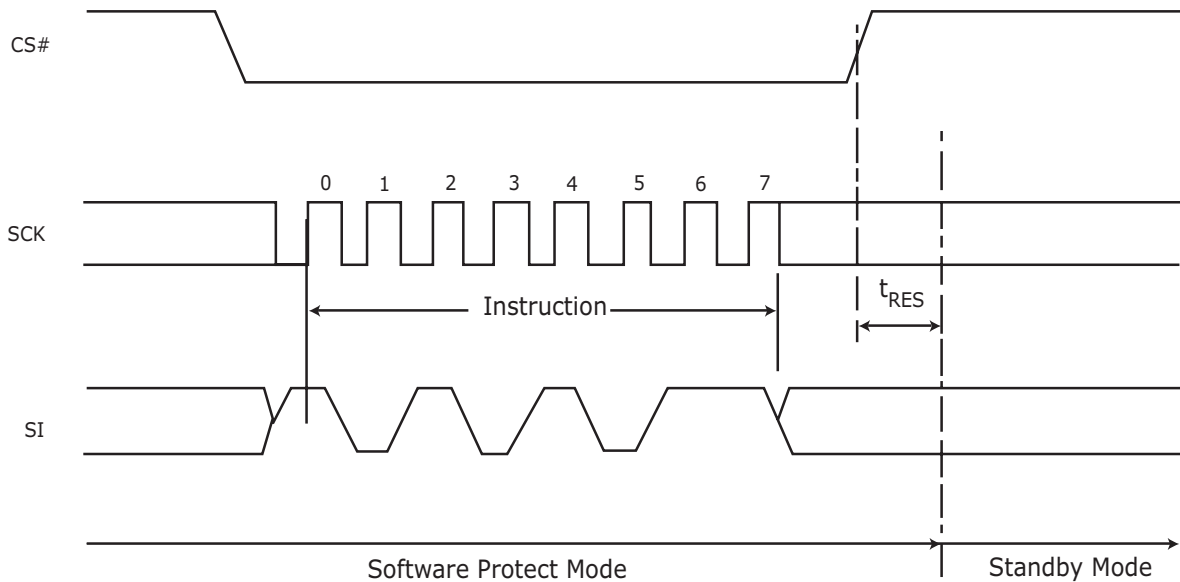 CS#
0 1 2 3 4 5 6 7
SCK
Instruction
tRES
SI
Software Protect Mode
Standby Mode